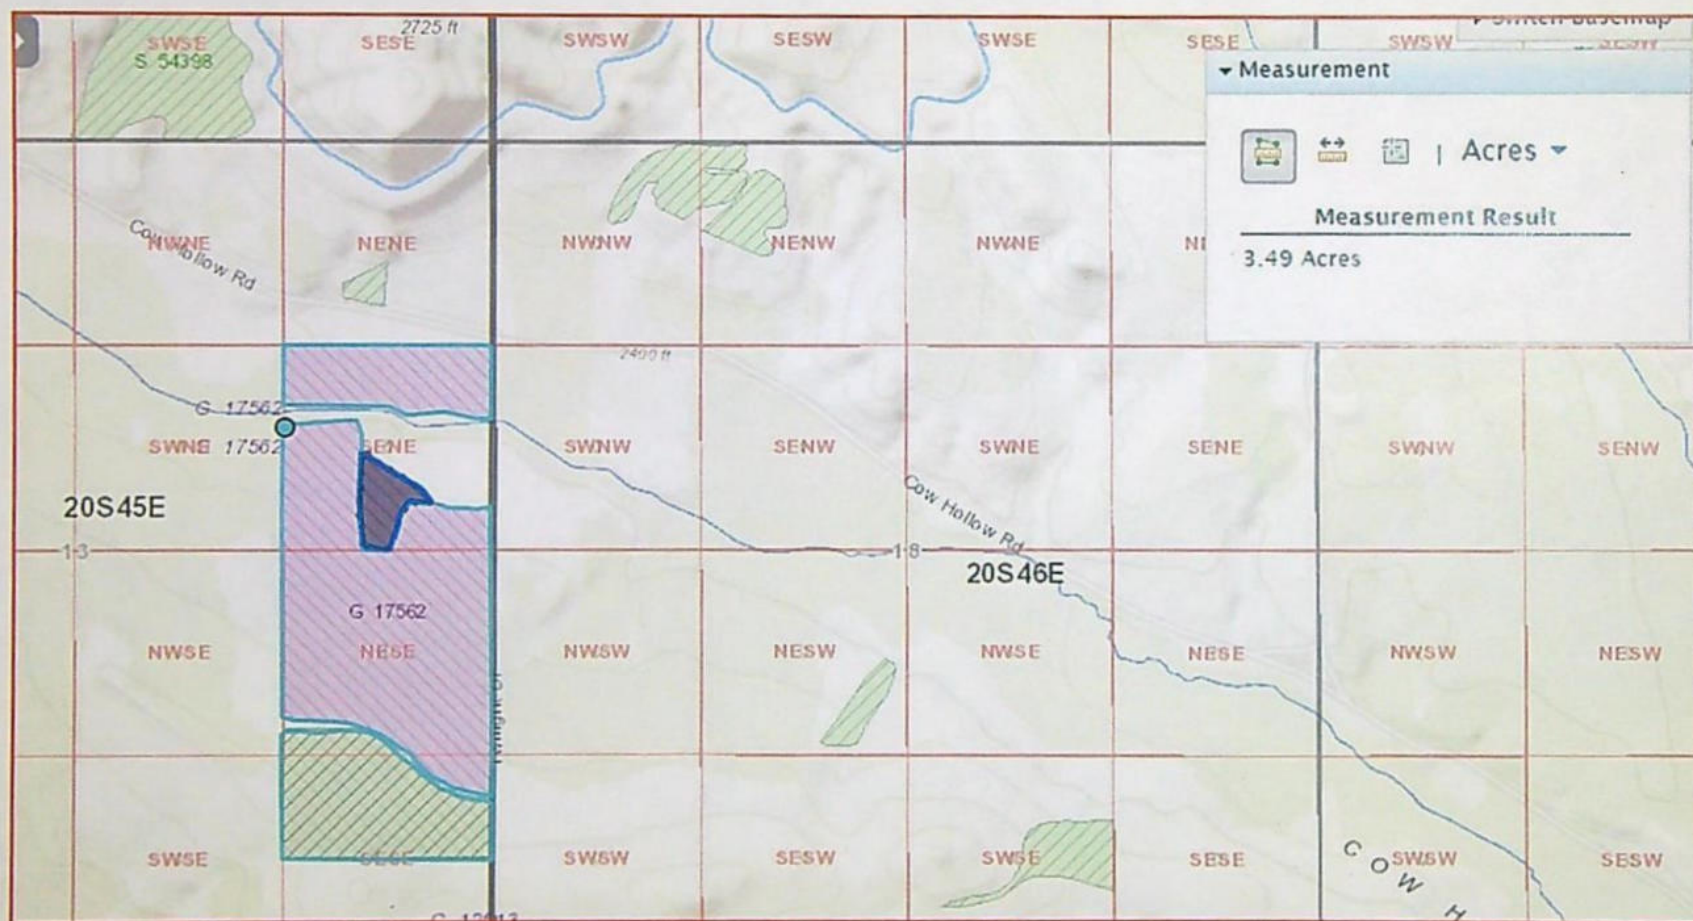 2725 ft
SWSE SESE SWSW SESW SWSE SESE SWSW SESW
S 54398
Measurement
Acres
Measurement Result
3.49 Acres
NWNE NENE NWNW NENW NWNE
Cow Hollow Rd
2400 ft
G 17562
SWNE G 17562 SENE SWNW SENW SWNE SENE SWNW SENW
20S45E
Cow Hollow Rd
13 18
20S46E
G 17562
NWSE NESE NWSW NESW NWSE NESE NWSW NESW
SWSE SESE SWSW SESW SWSE SESE SWSW SESW
COW H